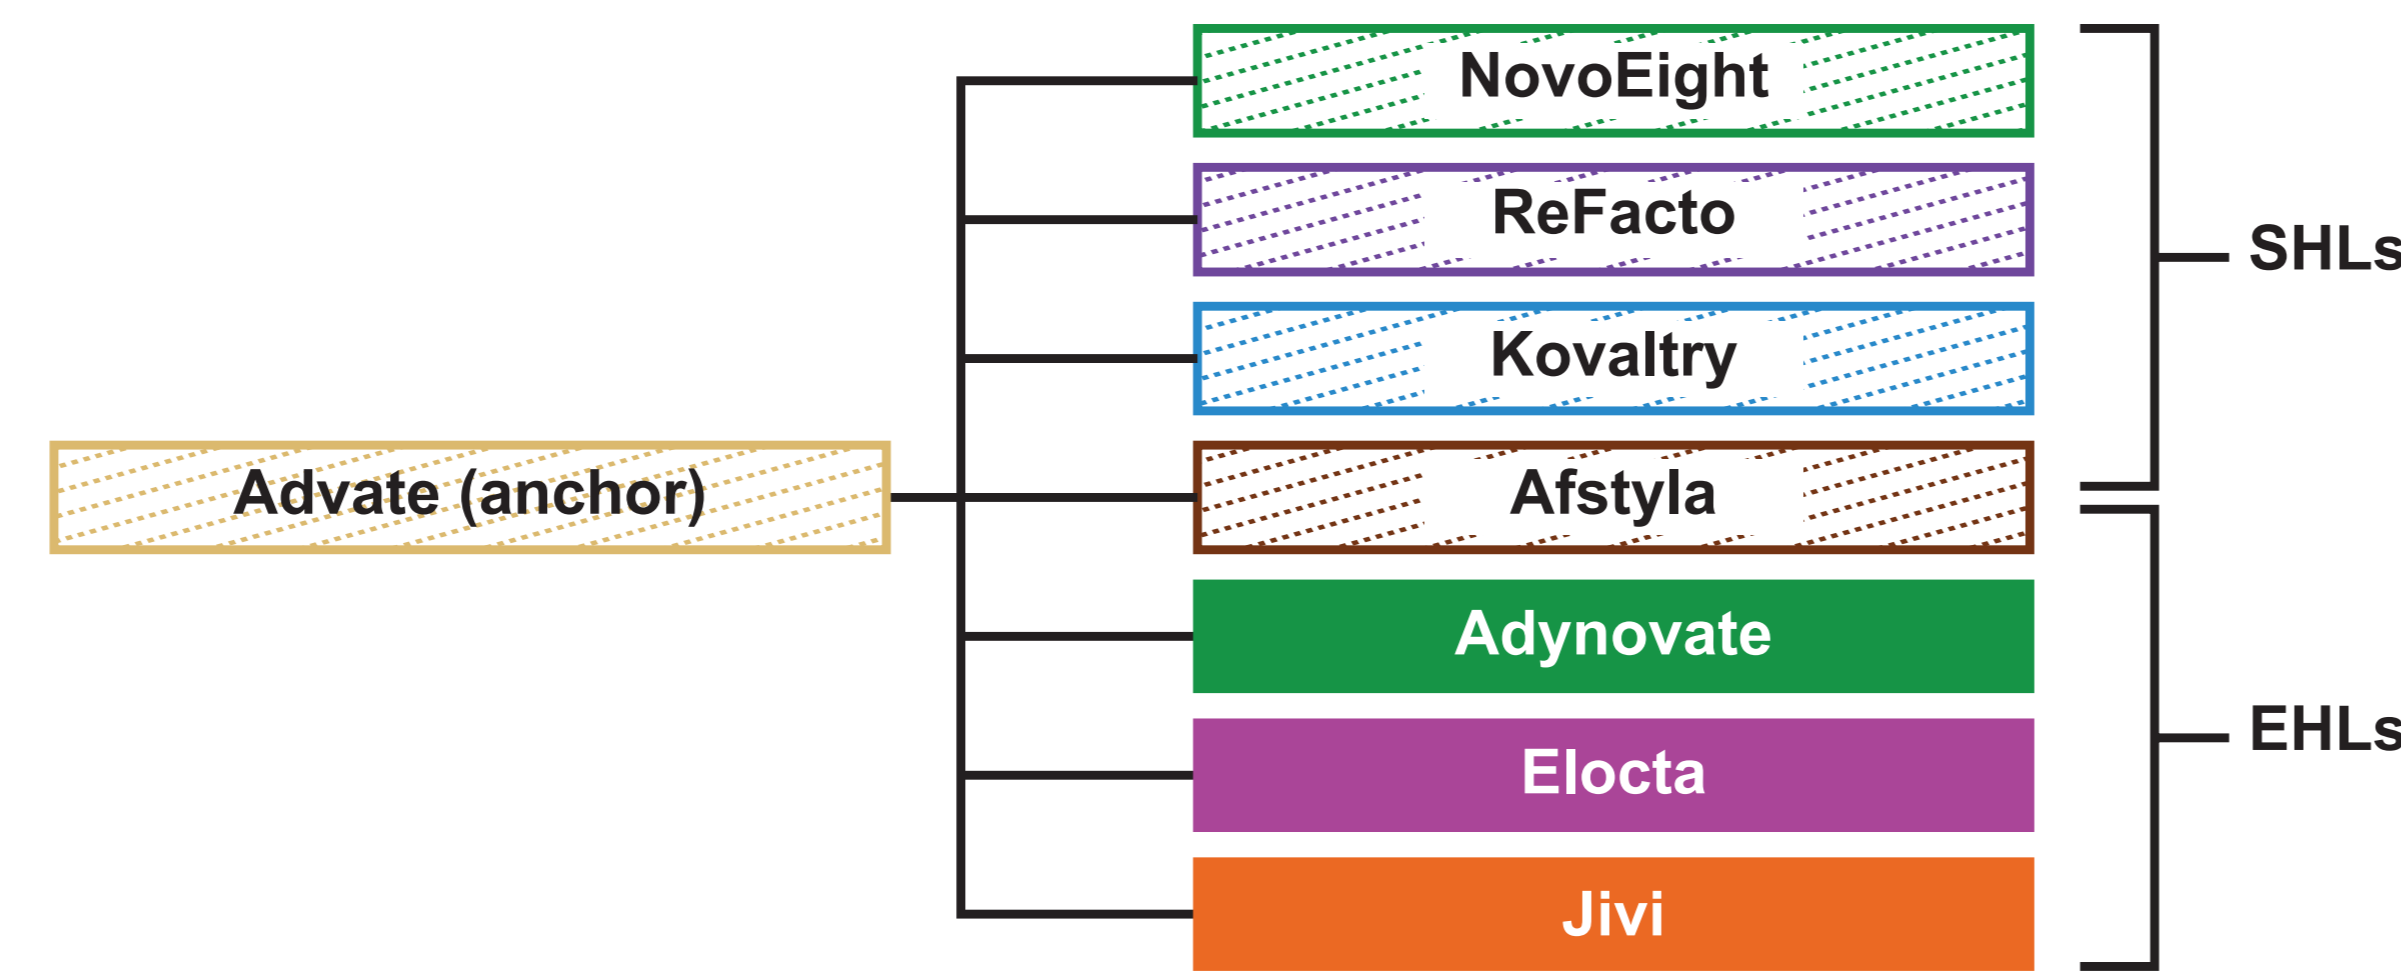 NovoEight
ReFacto
SHLs
Kovaltry
Advate (anchor)
Afstyla
Adynovate
EHLs
Elocta
Jivi